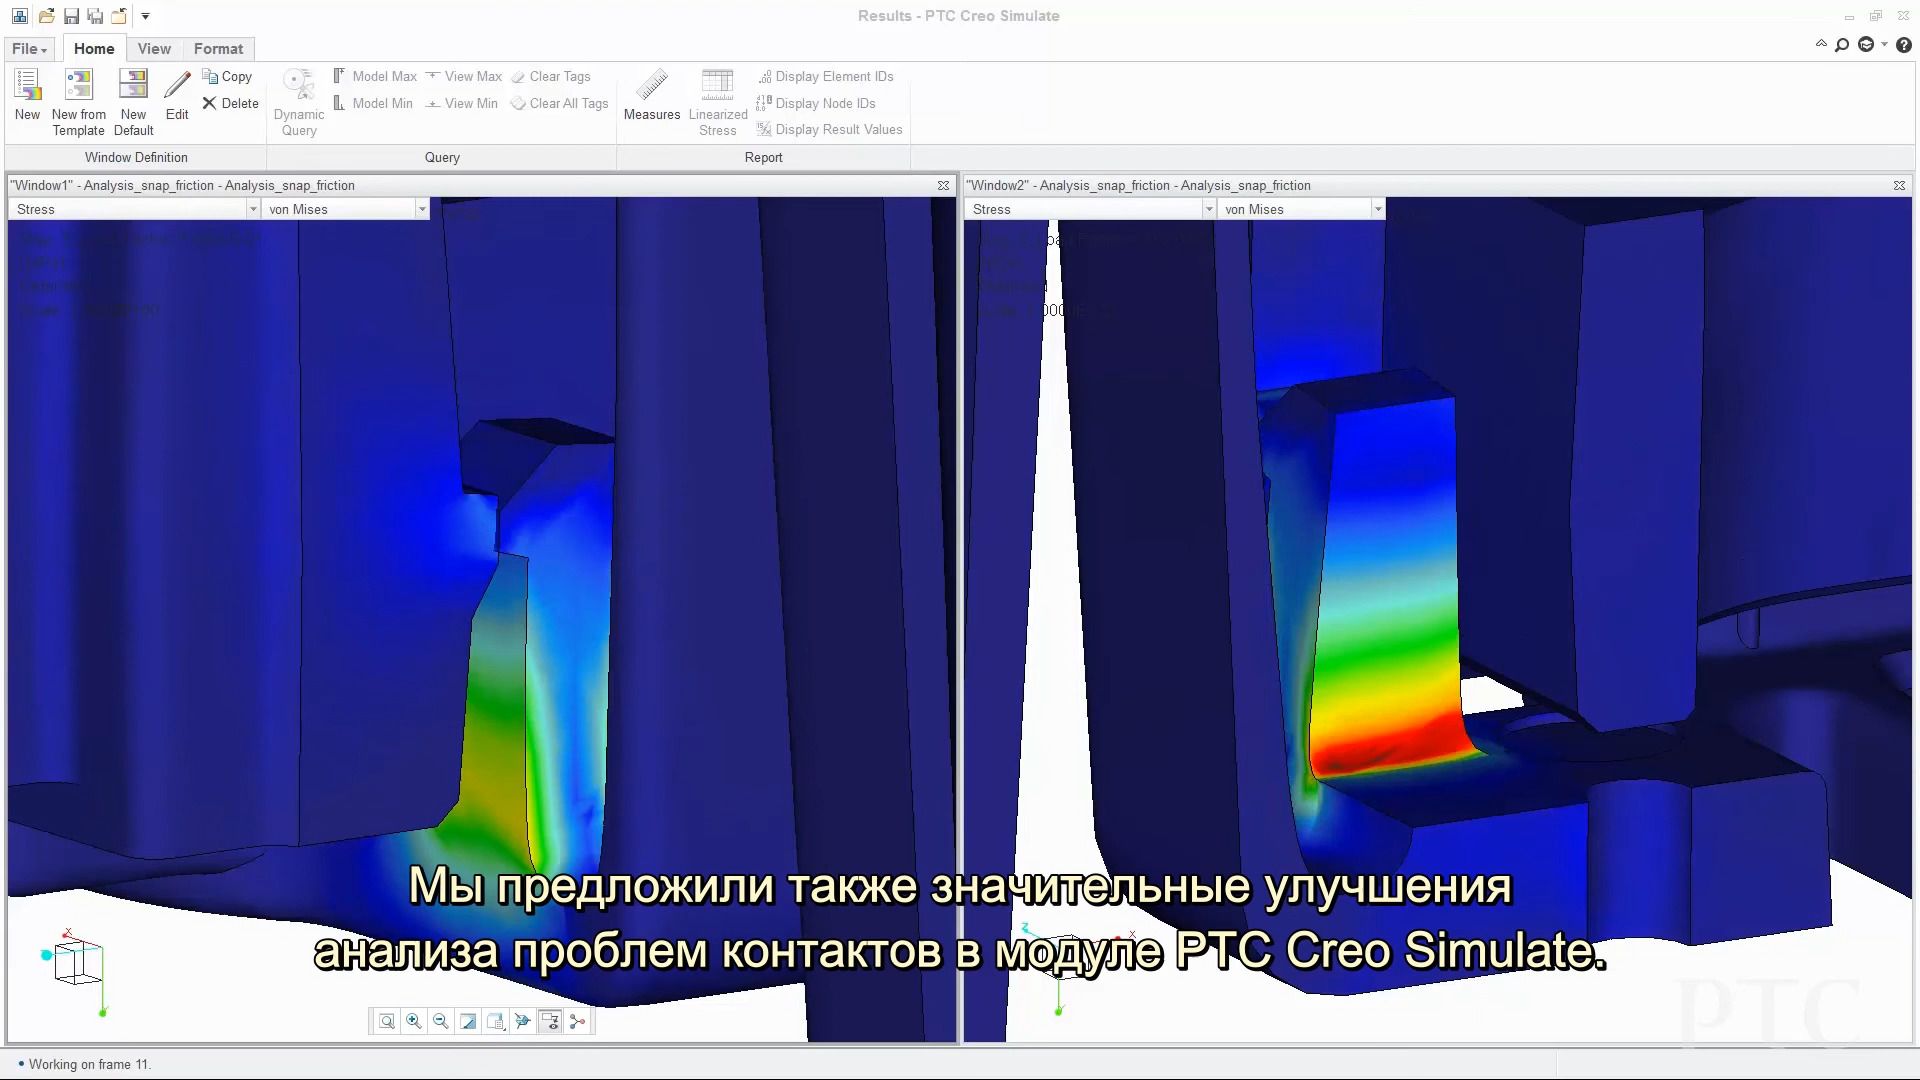 Results - PTC Creo Simulate
File
Home
View
Format
New
New from Template
New Default
Edit
Copy
Delete
Window Definition
Dynamic Query
Model Max
Model Min
View Max
View Min
Clear Tags
Clear All Tags
Query
Measures
Linearized Stress
Display Element IDs
Display Node IDs
Display Result Values
Report
"Window1" - Analysis_snap_friction - Analysis_snap_friction
Stress
von Mises
"Window2" - Analysis_snap_friction - Analysis_snap_friction
Stress
von Mises
Мы предложили также значительные улучшения
анализа проблем контактов в модуле PTC Creo Simulate.
PTC
Working on frame 11.